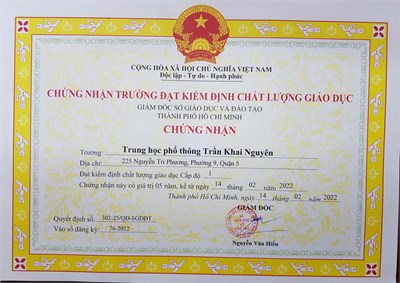 CỘNG HÒA XÃ HỘI CHỦ NGHĨA VIỆT NAM
Độc lập - Tự do - Hạnh phúc
CHỨNG NHẬN TRƯỜNG ĐẠT KIỂM ĐỊNH CHẤT LƯỢNG GIÁO DỤC
GIÁM ĐỐC SỞ GIÁO DỤC VÀ ĐÀO TẠO
THÀNH PHỐ HỒ CHÍ MINH
CHỨNG NHẬN
Trường: Trung học phổ thông Trần Khai Nguyên
Địa chỉ: 225 Nguyễn Tri Phương, Phường 9, Quận 5
Đạt kiểm định chất lượng giáo dục Cấp độ 1
Chứng nhận này có giá trị 05 năm, kể từ ngày 14 tháng 02 năm 2022
Thành phố Hồ Chí Minh, ngày 14 tháng 02 năm 2022
GIÁM ĐỐC
Quyết định số: 302-25/QĐ-SGDĐT
Vào sổ đăng ký: 76-2022
Nguyễn Văn Hiếu